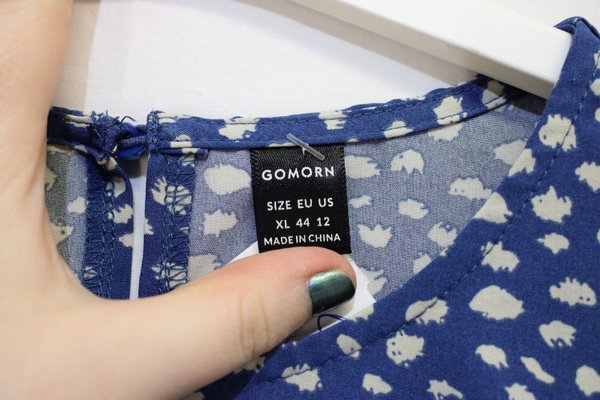 GOMORN
SIZE EU US
XL 44 12
MADE IN CHINA